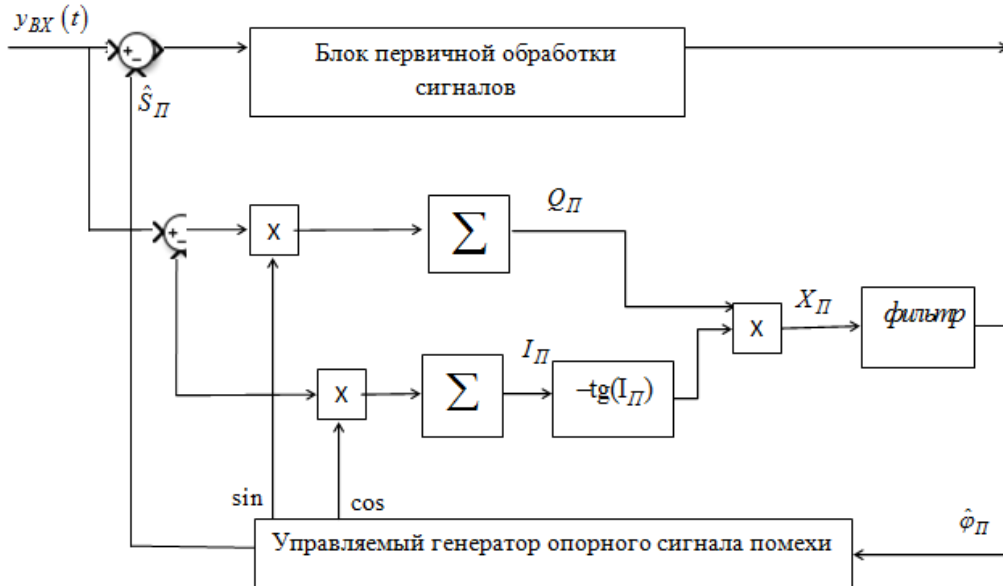 y_ВХ (t)
+
−
Блок первичной обработки
сигналов
Ŝ_П
+
−
X
Σ
Q_П
X
X_П
фильтр
X
Σ
I_П
−tg(I_П)
sin
cos
Управляемый генератор опорного сигнала помехи
φ̂_П